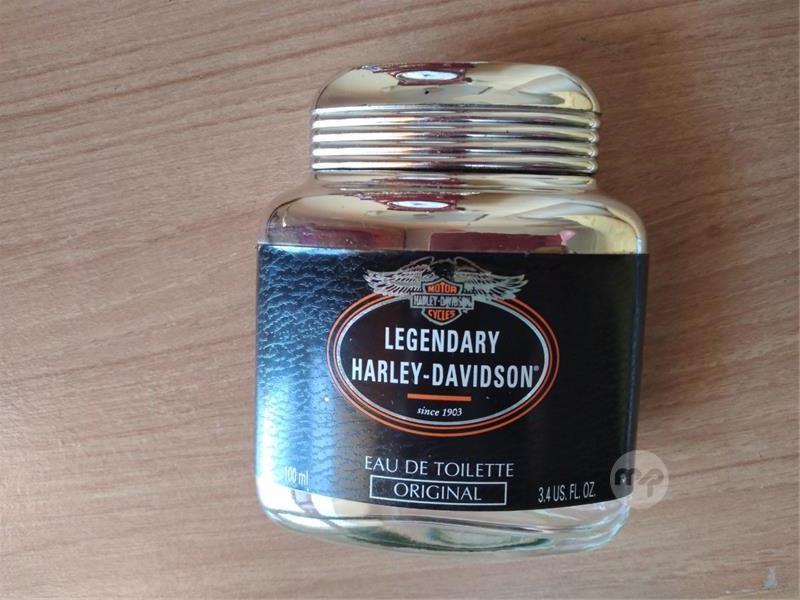 MOTOR
HARLEY-DAVIDSON
CYCLES
LEGENDARY
HARLEY-DAVIDSON®
since 1903
EAU DE TOILETTE
ORIGINAL
100 ml
3.4 US. FL. OZ.